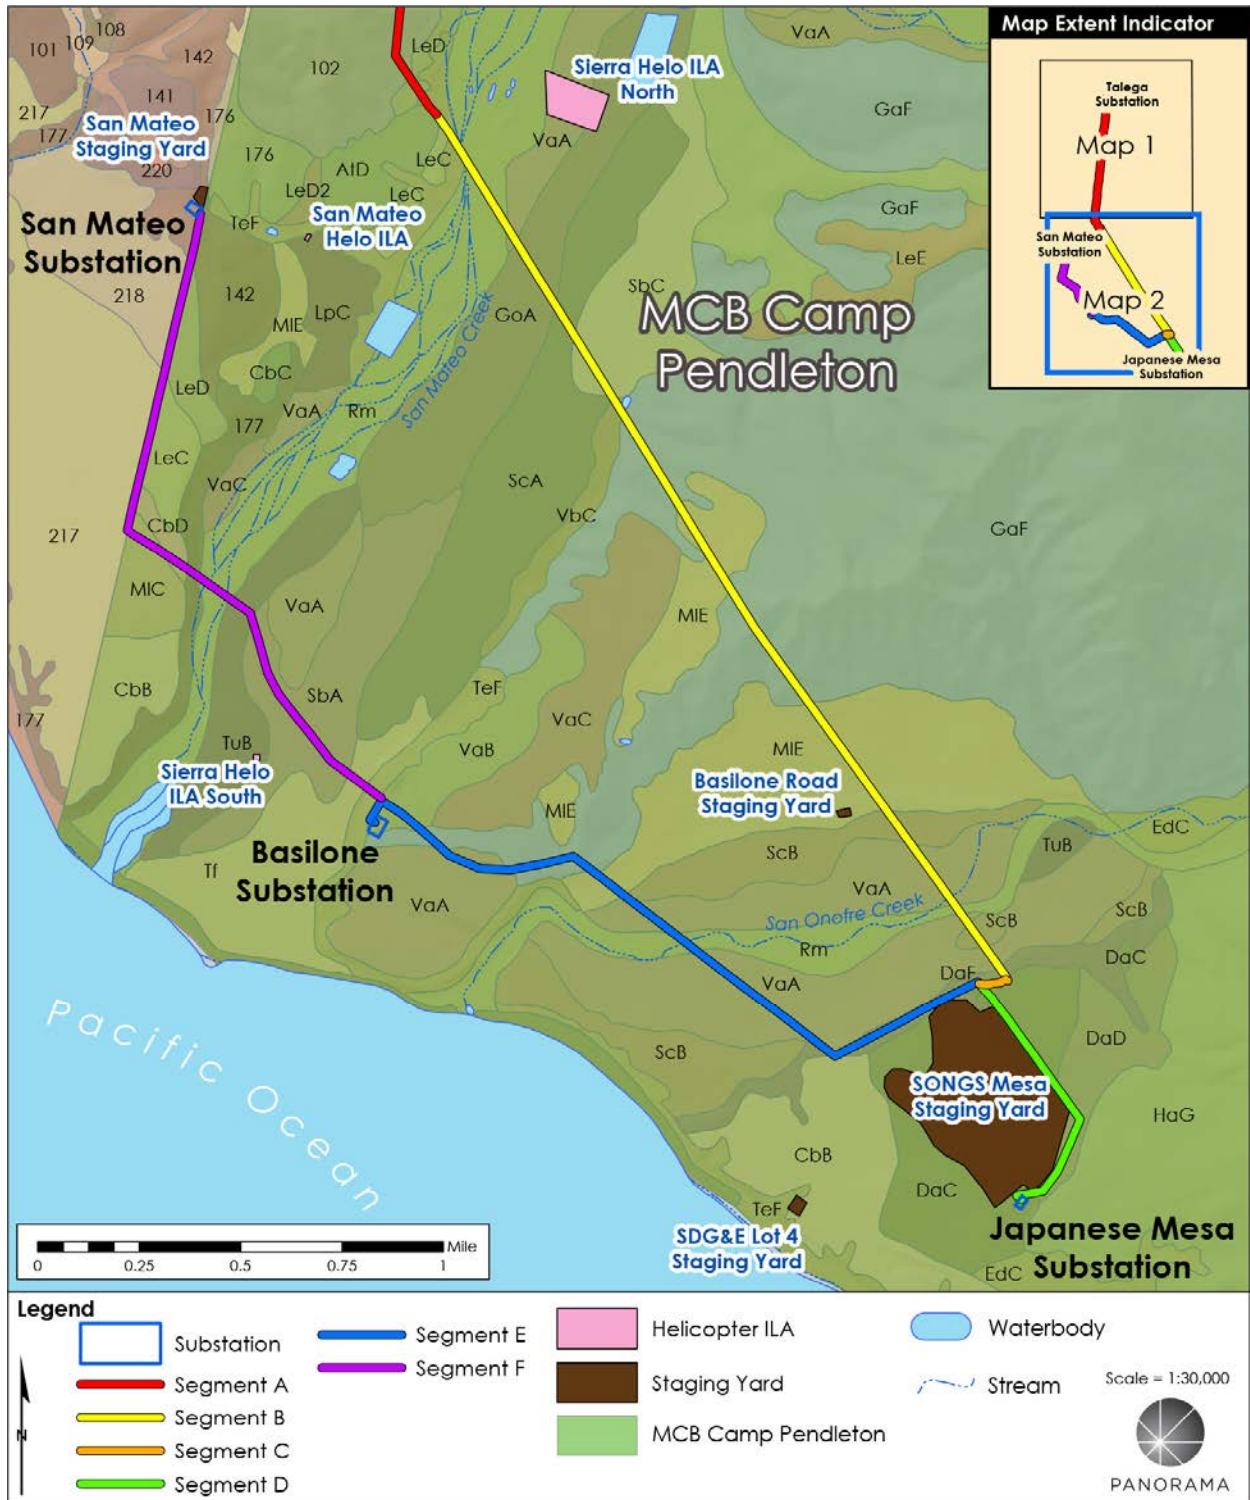 Map Extent Indicator
Talega
Substation
Map 1
San Mateo
Substation
Map 2
Japanese Mesa
Substation
101
109
108
142
217
177
141
176
San Mateo
Staging Yard
220
102
LeD
Sierra Helo ILA
North
VaA
GaF
176
AtD
LeC
VaA
San Mateo
Substation
TeF
LeD2
LeC
San Mateo
Helo ILA
GaF
LeE
218
142
MIE
LpC
CbC
GoA
SbC
MCB Camp
Pendleton
San Mateo Creek
LeD
177
VaA
Rm
LeC
VaC
ScA
VbC
CbD
217
GaF
MIC
VaA
MIE
CbB
SbA
TeF
VaC
177
TuB
VaB
MIE
Sierra Helo
ILA South
Basilone Road
Staging Yard
MIE
EdC
Basilone
Substation
Tf
VaA
ScB
TuB
VaA
San Onofre Creek
ScB
ScB
Rm
VaA
DaF
DaC
Pacific Ocean
ScB
DaD
SONGS Mesa
Staging Yard
HaG
CbB
DaC
TeF
SDG&E Lot 4
Staging Yard
Japanese Mesa
Substation
EdC
Mile
0
0.25
0.5
0.75
1
Legend
Substation
Segment A
Segment B
Segment C
Segment D
Segment E
Segment F
Helicopter ILA
Staging Yard
MCB Camp Pendleton
Waterbody
Stream
Scale = 1:30,000
N
PANORAMA